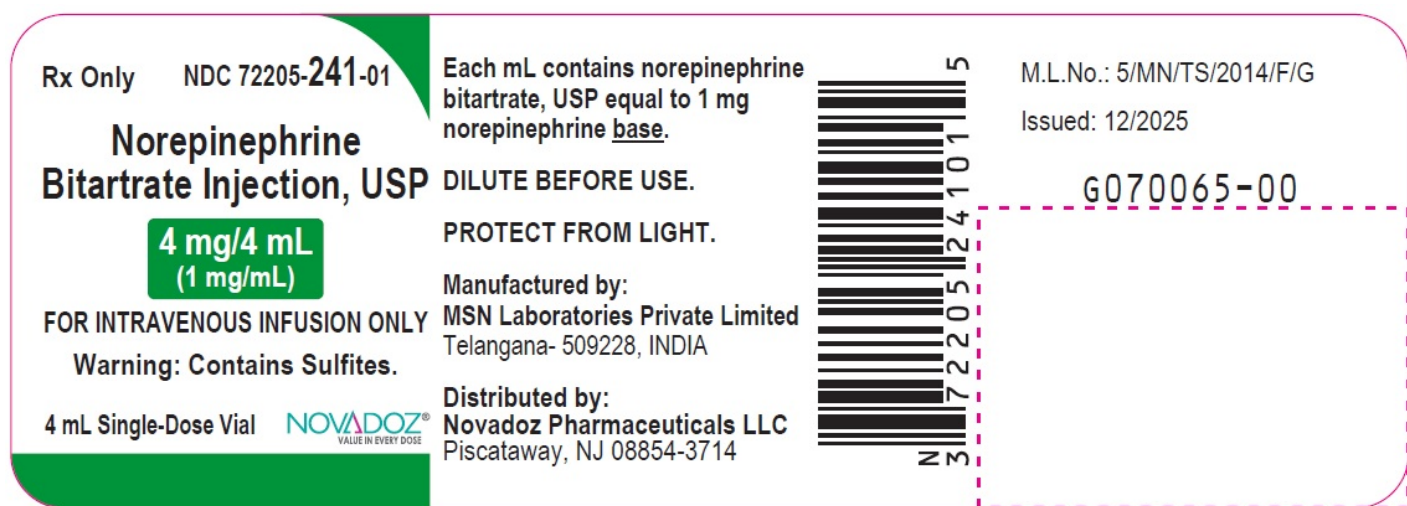 Rx Only NDC 72205-241-01
Norepinephrine
Bitartrate Injection, USP
4 mg/4 mL
(1 mg/mL)
FOR INTRAVENOUS INFUSION ONLY
Warning: Contains Sulfites.
4 mL Single-Dose Vial NOVADOZ®
VALUE IN EVERY DOSE
Each mL contains norepinephrine
bitartrate, USP equal to 1 mg
norepinephrine base.
DILUTE BEFORE USE.
PROTECT FROM LIGHT.
Manufactured by:
MSN Laboratories Private Limited
Telangana- 509228, INDIA
Distributed by:
Novadoz Pharmaceuticals LLC
Piscataway, NJ 08854-3714
N
3 72205 24101 5
M.L.No.: 5/MN/TS/2014/F/G
Issued: 12/2025
G070065-00